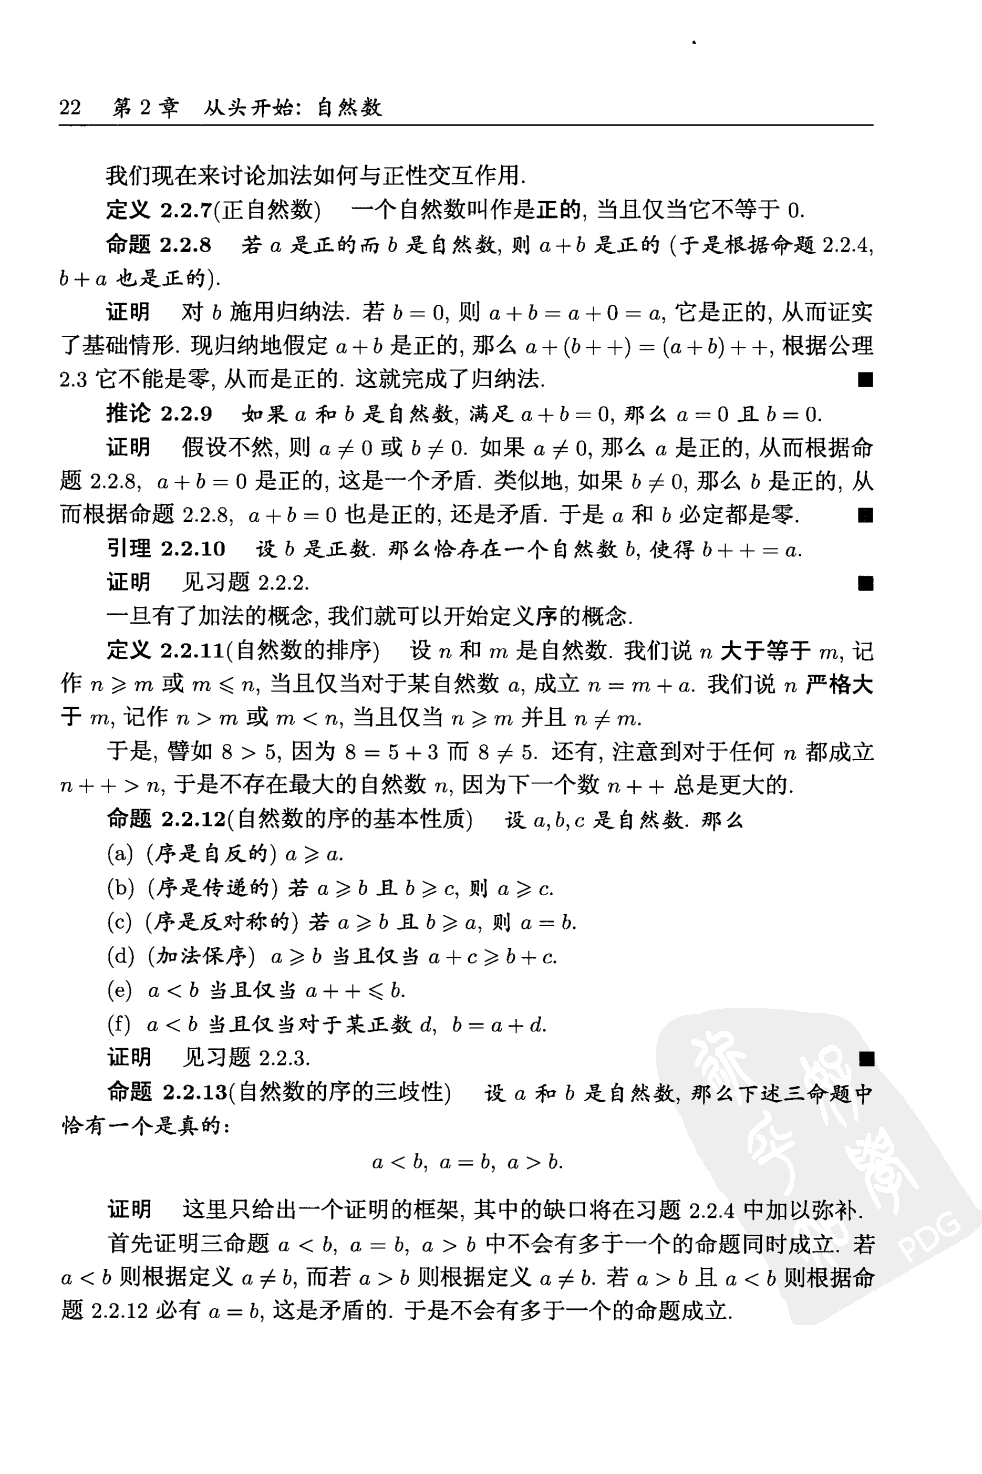 22 第 2 章 从头开始: 自然数
我们现在来讨论加法如何与正性交互作用.
定义 2.2.7(正自然数) 一个自然数叫作是正的, 当且仅当它不等于 0.
命题 2.2.8 若 a 是正的而 b 是自然数, 则 a+b 是正的 (于是根据命题 2.2.4,
b+a 也是正的).
证明 对 b 施用归纳法. 若 b=0, 则 a+b=a+0=a, 它是正的, 从而证实
了基础情形. 现归纳地假定 a+b 是正的, 那么 a+(b++)=(a+b)++, 根据公理
2.3 它不能是零, 从而是正的. 这就完成了归纳法. ■
推论 2.2.9 如果 a 和 b 是自然数, 满足 a+b=0, 那么 a=0 且 b=0.
证明 假设不然, 则 a≠0 或 b≠0. 如果 a≠0, 那么 a 是正的, 从而根据命
题 2.2.8, a+b=0 是正的, 这是一个矛盾. 类似地, 如果 b≠0, 那么 b 是正的, 从
而根据命题 2.2.8, a+b=0 也是正的, 还是矛盾. 于是 a 和 b 必定都是零. ■
引理 2.2.10 设 b 是正数. 那么恰存在一个自然数 b, 使得 b++=a.
证明 见习题 2.2.2. ■
一旦有了加法的概念, 我们就可以开始定义序的概念.
定义 2.2.11(自然数的排序) 设 n 和 m 是自然数. 我们说 n 大于等于 m, 记
作 n⩾m 或 m⩽n, 当且仅当对于某自然数 a, 成立 n=m+a. 我们说 n 严格大
于 m, 记作 n>m 或 m<n, 当且仅当 n⩾m 并且 n≠m.
于是, 譬如 8>5, 因为 8=5+3 而 8≠5. 还有, 注意到对于任何 n 都成立
n++>n, 于是不存在最大的自然数 n, 因为下一个数 n++ 总是更大的.
命题 2.2.12(自然数的序的基本性质) 设 a,b,c 是自然数. 那么
(a) (序是自反的) a⩾a.
(b) (序是传递的) 若 a⩾b 且 b⩾c, 则 a⩾c.
(c) (序是反对称的) 若 a⩾b 且 b⩾a, 则 a=b.
(d) (加法保序) a⩾b 当且仅当 a+c⩾b+c.
(e) a<b 当且仅当 a++⩽b.
(f) a<b 当且仅当对于某正数 d, b=a+d.
证明 见习题 2.2.3. ■
命题 2.2.13(自然数的序的三歧性) 设 a 和 b 是自然数, 那么下述三命题中
恰有一个是真的:
a<b, a=b, a>b.
证明 这里只给出一个证明的框架, 其中的缺口将在习题 2.2.4 中加以弥补.
首先证明三命题 a<b, a=b, a>b 中不会有多于一个的命题同时成立. 若
a<b 则根据定义 a≠b, 而若 a>b 则根据定义 a≠b. 若 a>b 且 a<b 则根据命
题 2.2.12 必有 a=b, 这是矛盾的. 于是不会有多于一个的命题成立.
PDG